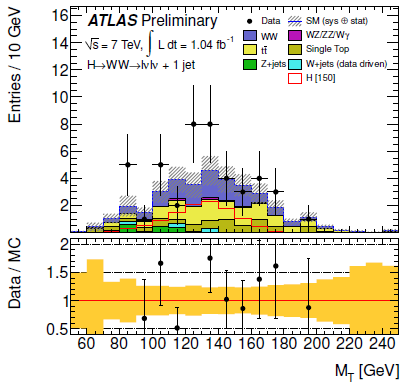 Entries / 10 GeV
16
14
12
10
8
6
4
2
ATLAS Preliminary
√s = 7 TeV, ∫ L dt = 1.04 fb⁻¹
H→WW→lνlν + 1 jet
Data
WW
tt̄
Z+jets
SM (sys ⊕ stat)
WZ/ZZ/Wγ
Single Top
W+jets (data driven)
H [150]
Data / MC
2
1.5
1
0.5
60 80 100 120 140 160 180 200 220 240
M_T [GeV]